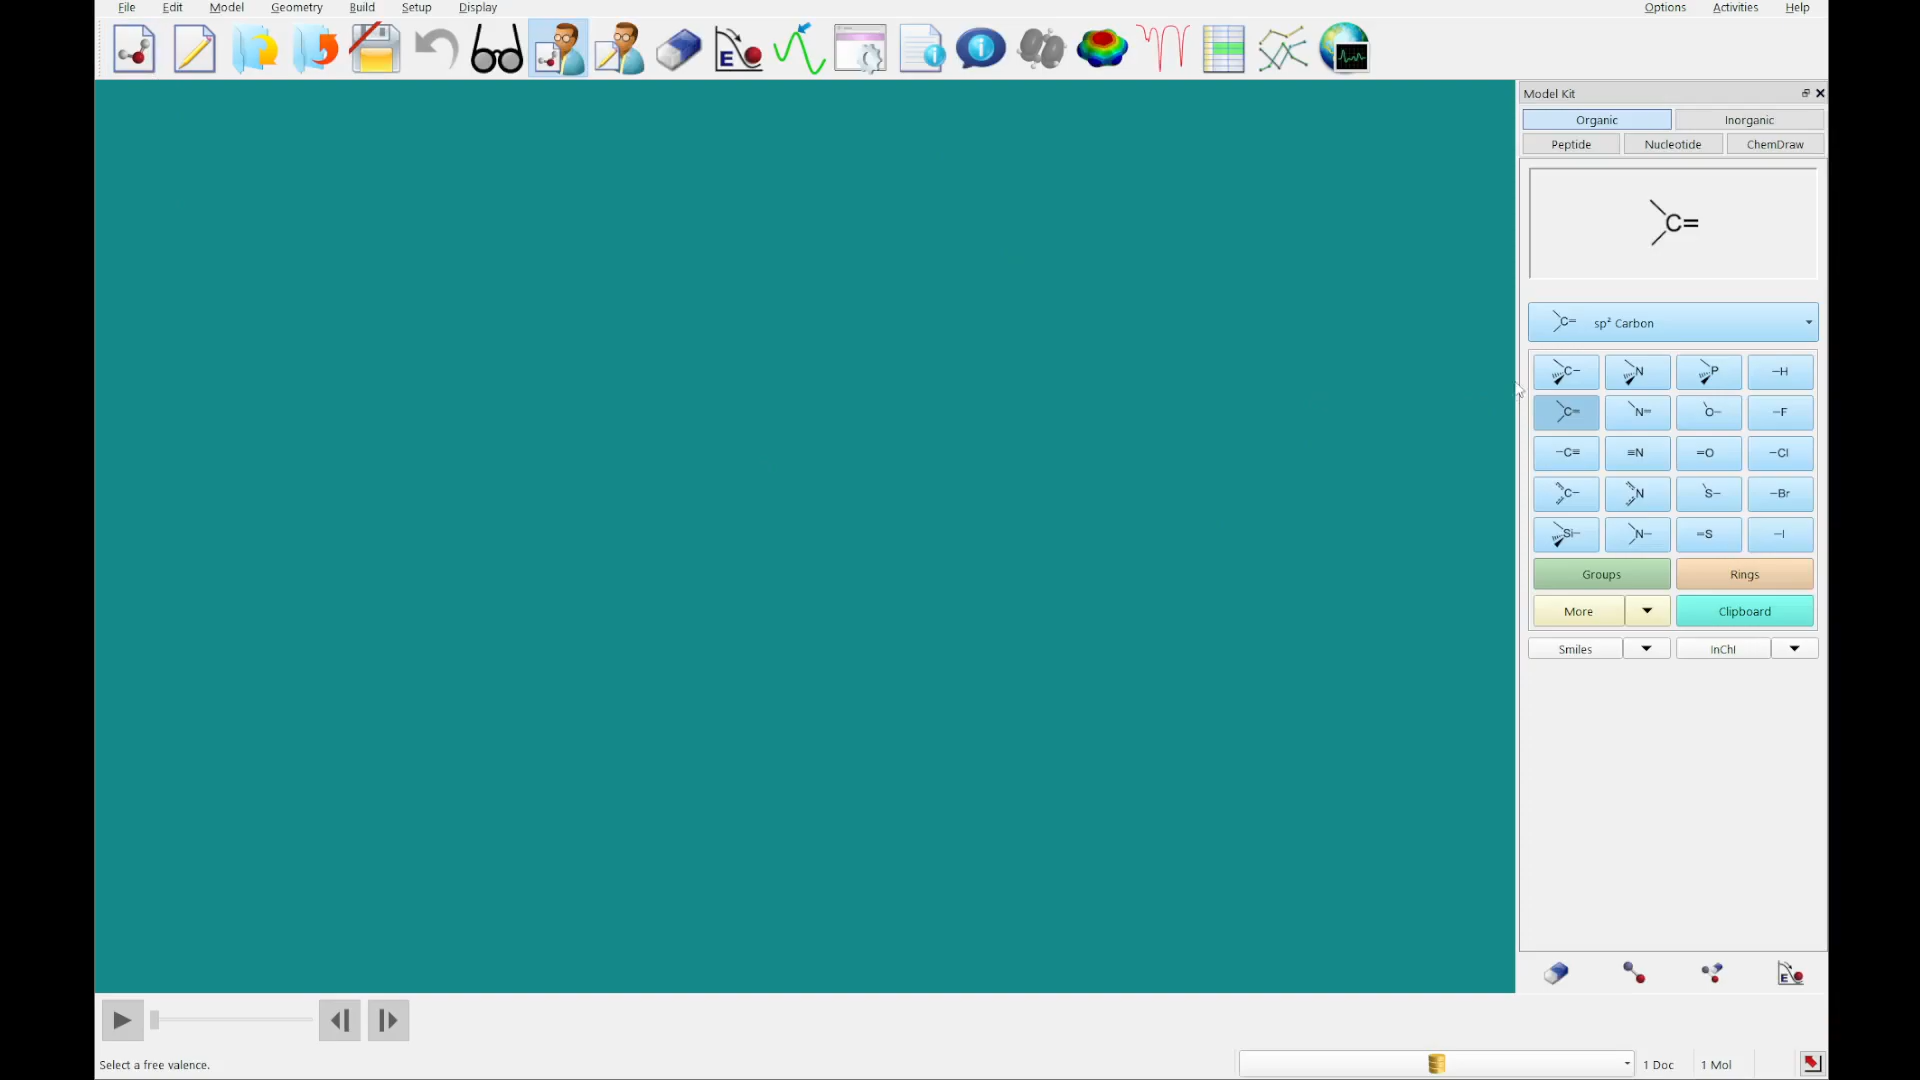 File Edit Model Geometry Build Setup Display Options Activities Help
E
Model Kit
Organic Inorganic
Peptide Nucleotide ChemDraw
C=
C= sp² Carbon
C- N P -H
C= N= O- -F
-C≡ ≡N =O -Cl
C- N S- -Br
Si- N- =S -I
Groups Rings
More Clipboard
Smiles InChI
E
Select a free valence. 1 Doc 1 Mol